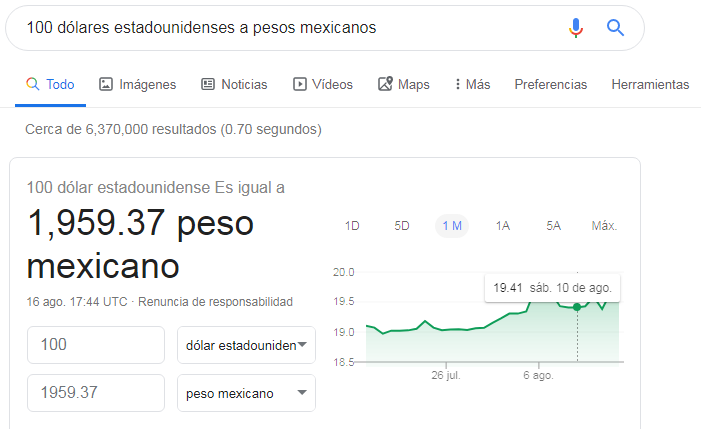 100 dólares estadounidenses a pesos mexicanos
Todo Imágenes Noticias Vídeos Maps Más Preferencias Herramientas
Cerca de 6,370,000 resultados (0.70 segundos)
100 dólar estadounidense Es igual a
1,959.37 peso
mexicano
16 ago. 17:44 UTC · Renuncia de responsabilidad
100 dólar estadouniden
1959.37 peso mexicano
1D 5D 1 M 1A 5A Máx.
20.0
19.41 sáb. 10 de ago.
19.5
19.0
18.5
26 jul. 6 ago.